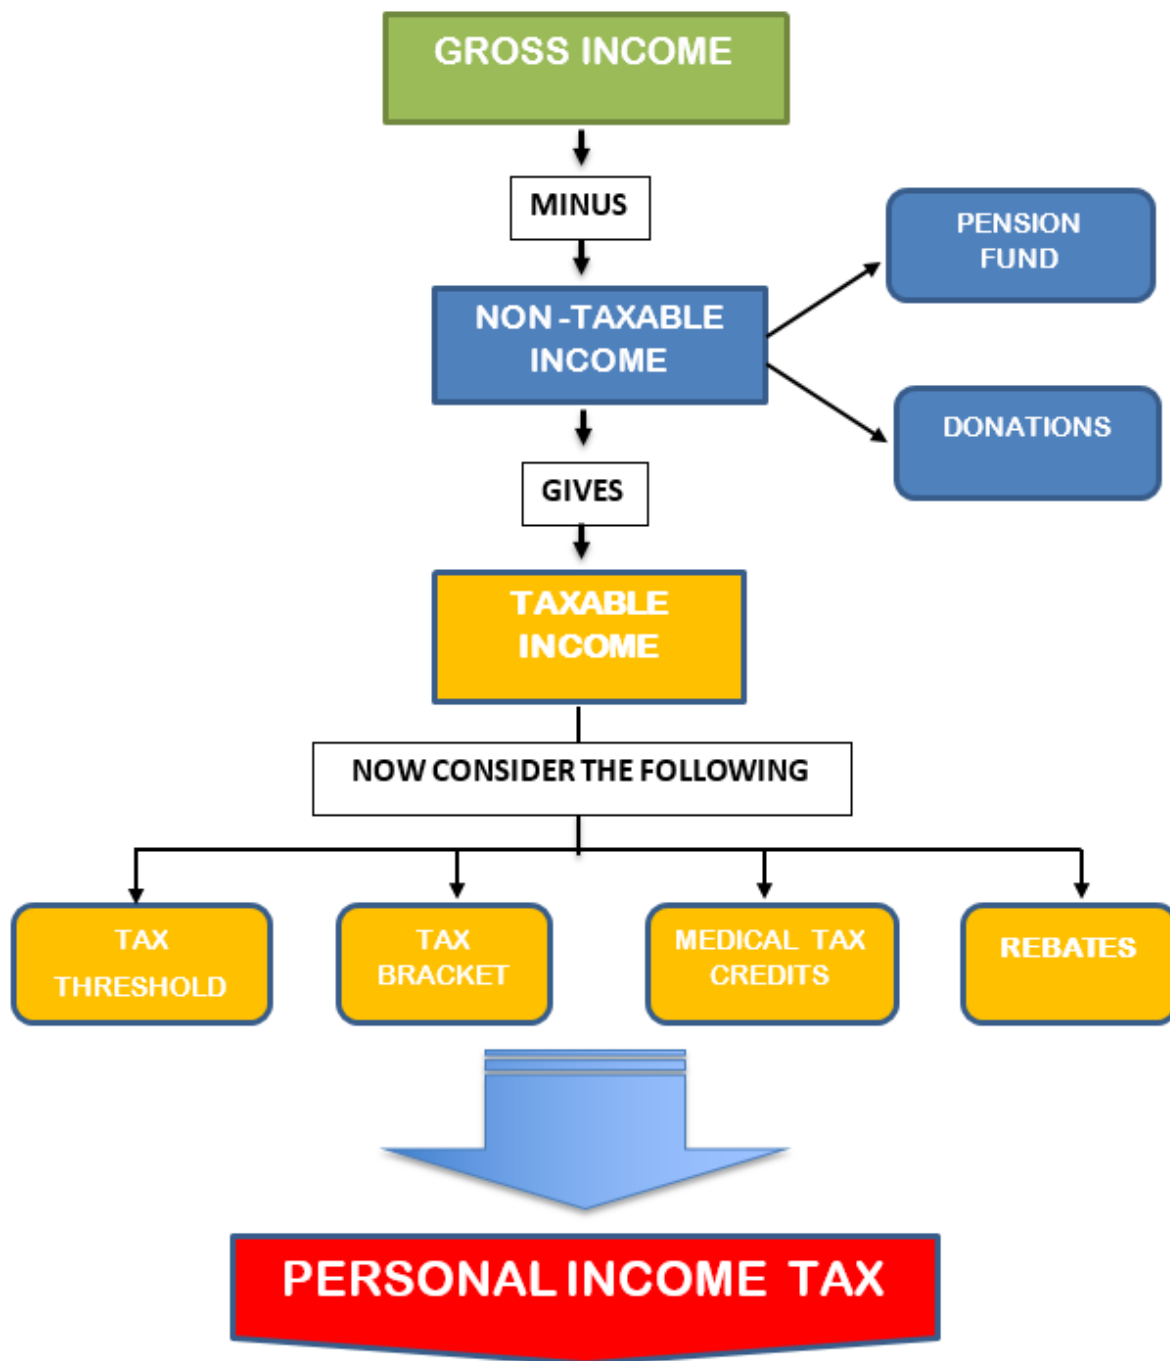 GROSS INCOME
MINUS
PENSION
FUND
NON-TAXABLE
INCOME
DONATIONS
GIVES
TAXABLE
INCOME
NOW CONSIDER THE FOLLOWING
TAX
THRESHOLD
TAX
BRACKET
MEDICAL TAX
CREDITS
REBATES
PERSONAL INCOME TAX